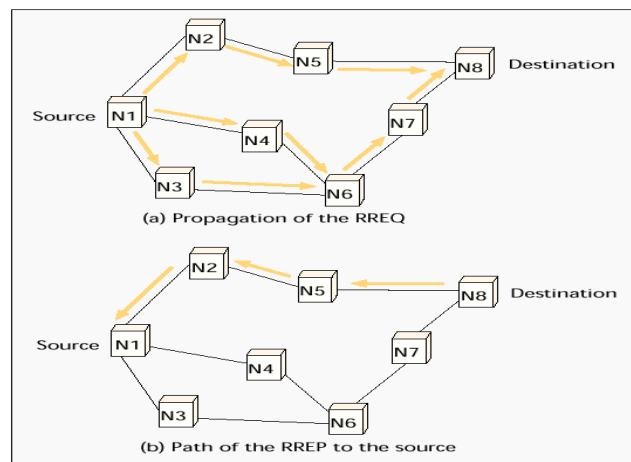 N2
N5
N8
Destination
Source
N1
N4
N7
N3
N6
(a) Propagation of the RREQ
N2
N5
N8
Destination
Source
N1
N4
N7
N3
N6
(b) Path of the RREP to the source